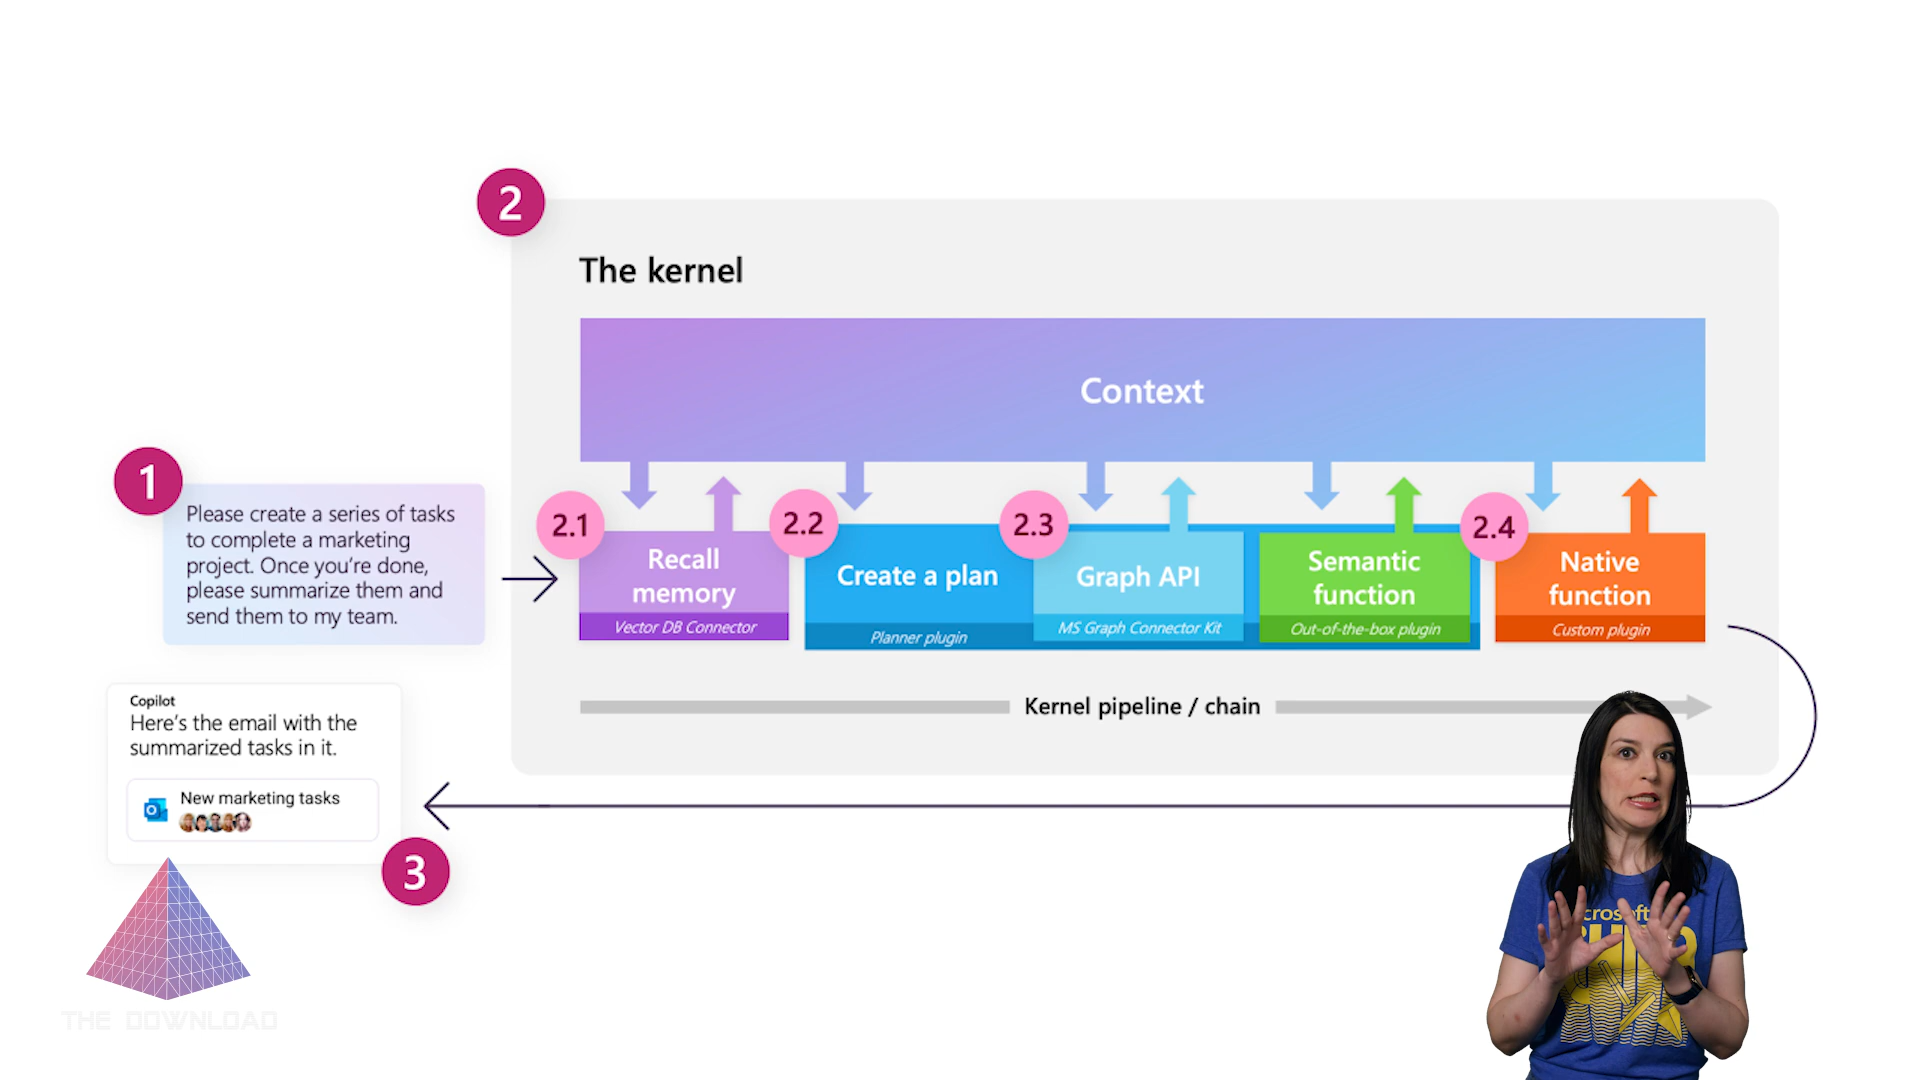 2
The kernel
Context
1
Please create a series of tasks
to complete a marketing
project. Once you're done,
please summarize them and
send them to my team.
2.1
Recall
memory
Vector DB Connector
2.2
Create a plan
Planner plugin
2.3
Graph API
MS Graph Connector Kit
Semantic
function
Out-of-the-box plugin
2.4
Native
function
Custom plugin
Kernel pipeline / chain
Copilot
Here's the email with the
summarized tasks in it.
New marketing tasks
3
THE DOWNLOAD